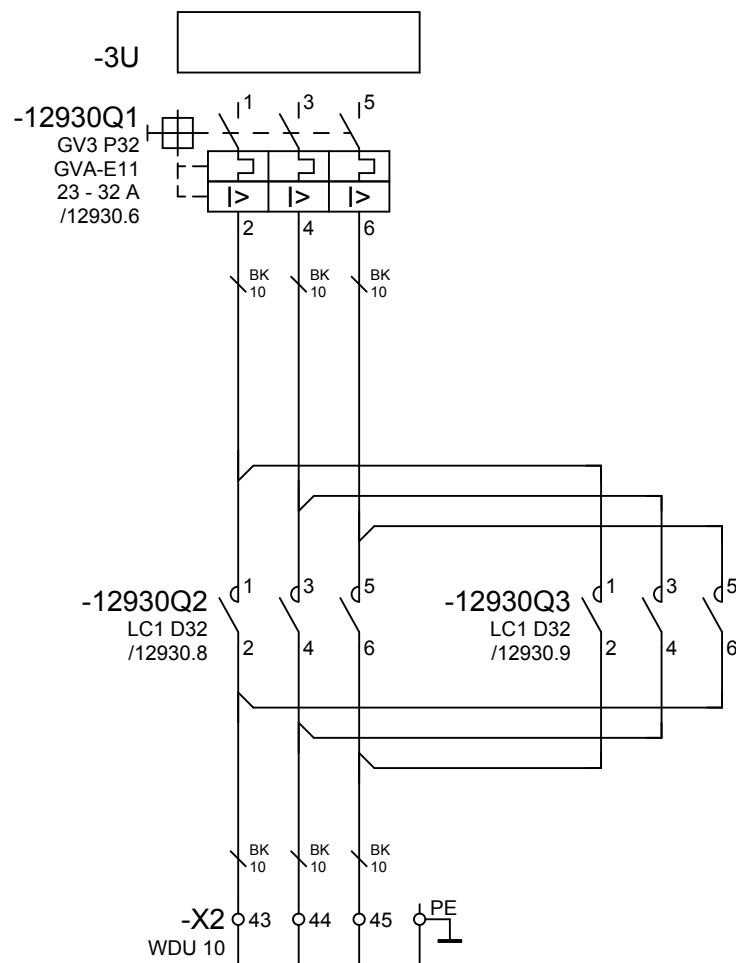 -3U
1 3 5
-12930Q1
GV3 P32
GVA-E11
23 - 32 A
/12930.6
I> I> I>
2 4 6
BK BK BK
10 10 10
1 3 5 1 3 5
-12930Q2 -12930Q3
LC1 D32 LC1 D32
/12930.8 /12930.9
2 4 6 2 4 6
BK BK BK
10 10 10
PE
-X2 43 44 45
WDU 10